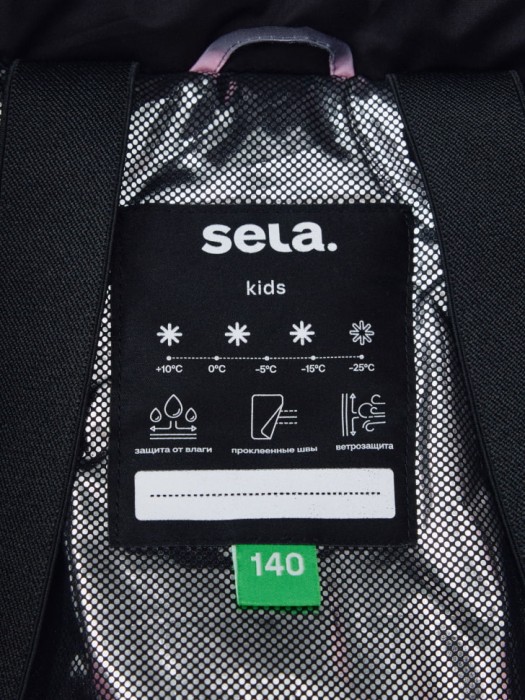 sela.
kids
+10°C 0°C -5°C -15°C -25°C
защита от влаги проклеенные швы ветрозащита
140